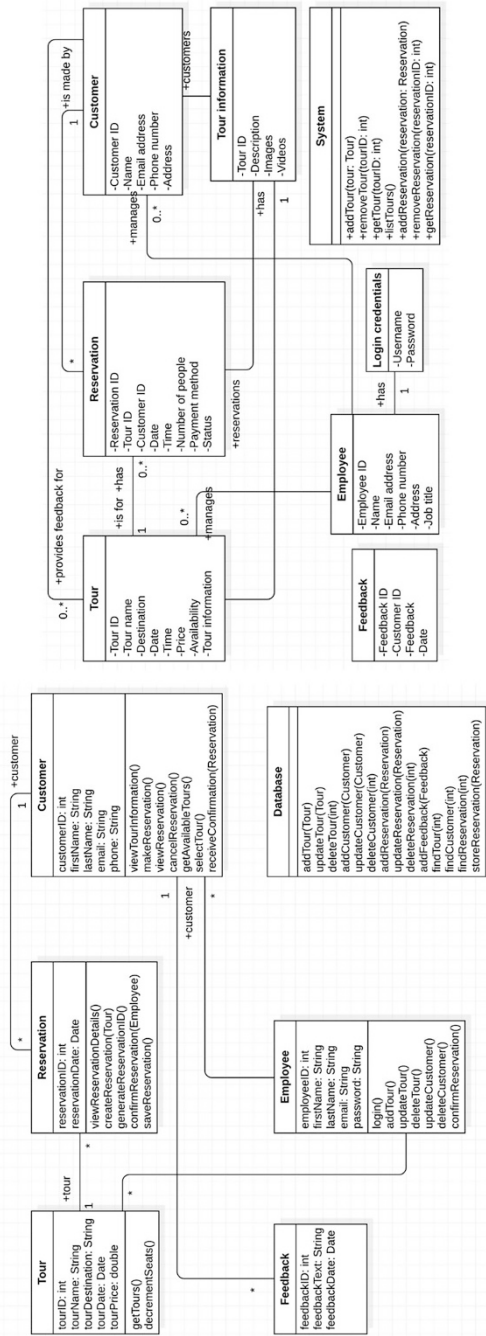 +tour
+customer
Tour
tourID: int
tourName: String
tourDestination: String
tourDate: Date
tourPrice: double
getTours()
decrementSeats()
1
*
Reservation
reservationID: int
reservationDate: Date
viewReservationDetails()
createReservation(Tour)
generateReservationID()
confirmReservation(Employee)
saveReservation()
*
1
Customer
customerID: int
firstName: String
lastName: String
email: String
phone: String
viewTourInformation()
makeReservation()
viewReservation()
cancelReservation()
getAvailableTours()
selectTour()
receiveConfirmation(Reservation)
1
+customer
*
*
*
Feedback
feedbackID: int
feedbackText: String
feedbackDate: Date
Employee
employeeID: int
firstName: String
lastName: String
email: String
password: String
login()
addTour()
updateTour()
deleteTour()
updateCustomer()
deleteCustomer()
confirmReservation()
Database
addTour(Tour)
updateTour(Tour)
deleteTour(int)
addCustomer(Customer)
updateCustomer(Customer)
deleteCustomer(int)
addReservation(Reservation)
updateReservation(Reservation)
deleteReservation(int)
addFeedback(Feedback)
findTour(int)
findCustomer(int)
findReservation(int)
storeReservation(Reservation)
+provides feedback for
0..*
+is made by
1
*
Tour
-Tour ID
-Tour name
-Destination
-Date
-Time
-Price
-Availability
-Tour information
+is for +has
1
0..*
Reservation
-Reservation ID
-Tour ID
-Customer ID
-Date
-Time
-Number of people
-Payment method
-Status
Customer
-Customer ID
-Name
-Email address
-Phone number
-Address
0..*
+manages
+reservations
+manages
0..*
+customers
+has
1
Tour information
-Tour ID
-Description
-Images
-Videos
Feedback
-Feedback ID
-Customer ID
-Feedback
-Date
Employee
-Employee ID
-Name
-Email address
-Phone number
-Address
-Job title
+has
1
Login credentials
-Username
-Password
System
+addTour(tour: Tour)
+removeTour(tourID: int)
+getTour(tourID: int)
+listTours()
+addReservation(reservation: Reservation)
+removeReservation(reservationID: int)
+getReservation(reservationID: int)